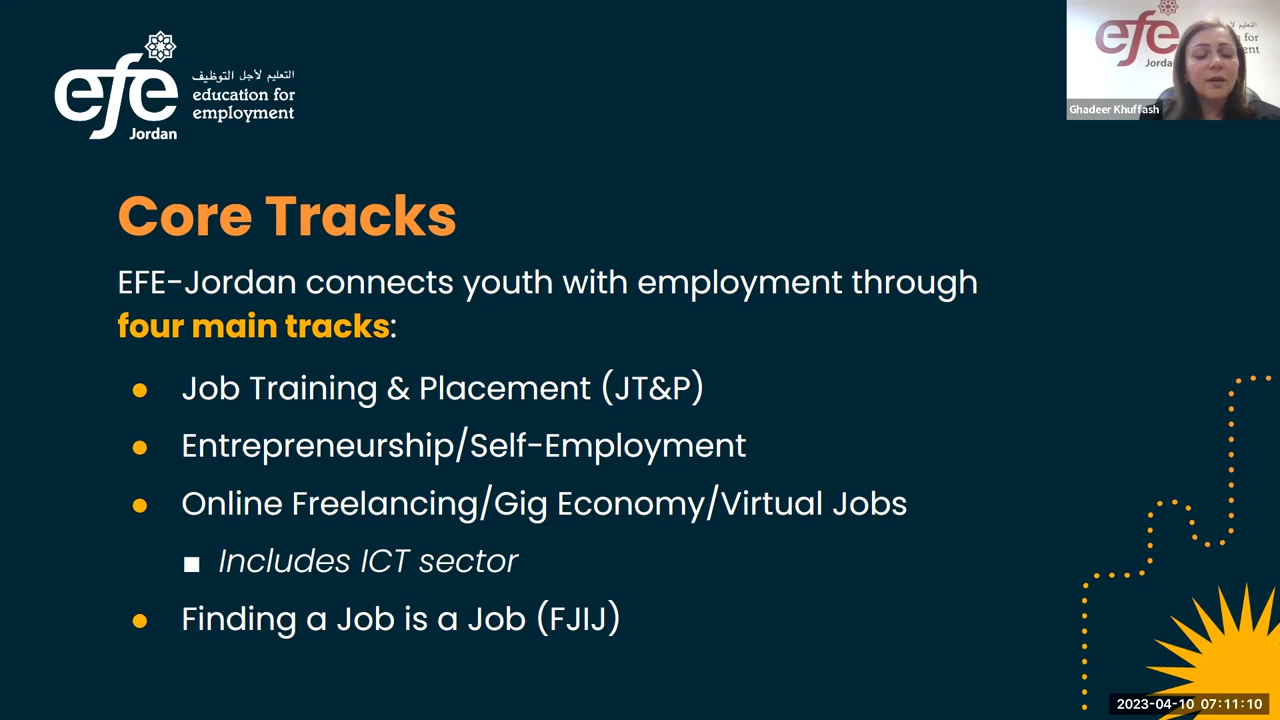 efe
Jordan
التعليم لأجل التوظيف
education for
employment
efe
Jordan
Ghadeer Khuffash
Core Tracks
EFE-Jordan connects youth with employment through
four main tracks:
● Job Training & Placement (JT&P)
● Entrepreneurship/Self-Employment
● Online Freelancing/Gig Economy/Virtual Jobs
■ Includes ICT sector
● Finding a Job is a Job (FJIJ)
2023-04-10 07:11:10